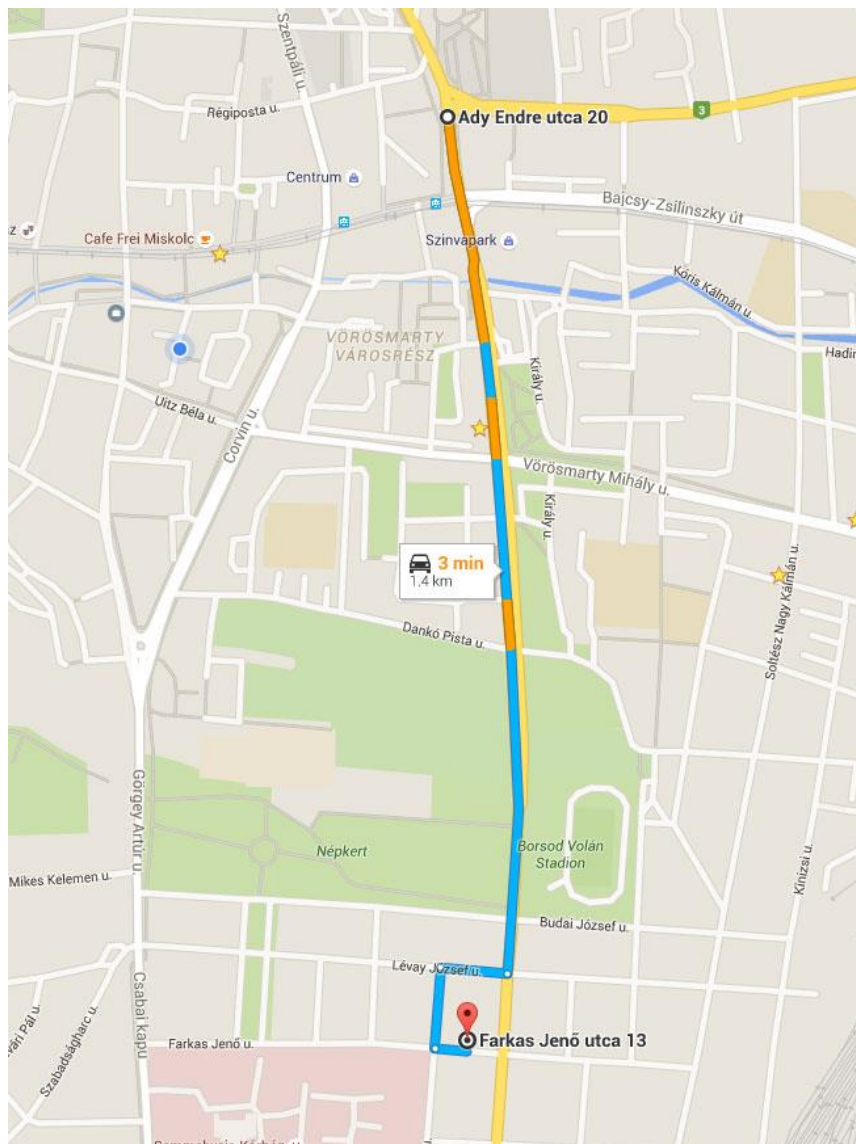 Szentpáli u.
Régiposta u.
Ady Endre utca 20
3
Centrum
Bajcsy-Zsilinszky út
z
Cafe Frei Miskolc
Szinvapark
Kőris Kálmán u.
VÖRÖSMARTY
VÁROSRÉSZ
Király u.
Hadir
Uitz Béla u.
Corvin u.
Vörösmarty Mihály u.
Király u.
3 min
1,4 km
Soltész Nagy Kálmán u.
Dankó Pista u.
Görgey Artúr u.
Népkert
Borsod Volán
Stadion
Kinizsi u.
Mikes Kelemen u.
Budai József u.
Lévay József u.
Csabai kapu
vári Pál u.
Szabadságharc u.
Farkas Jenő u.
Farkas Jenő utca 13